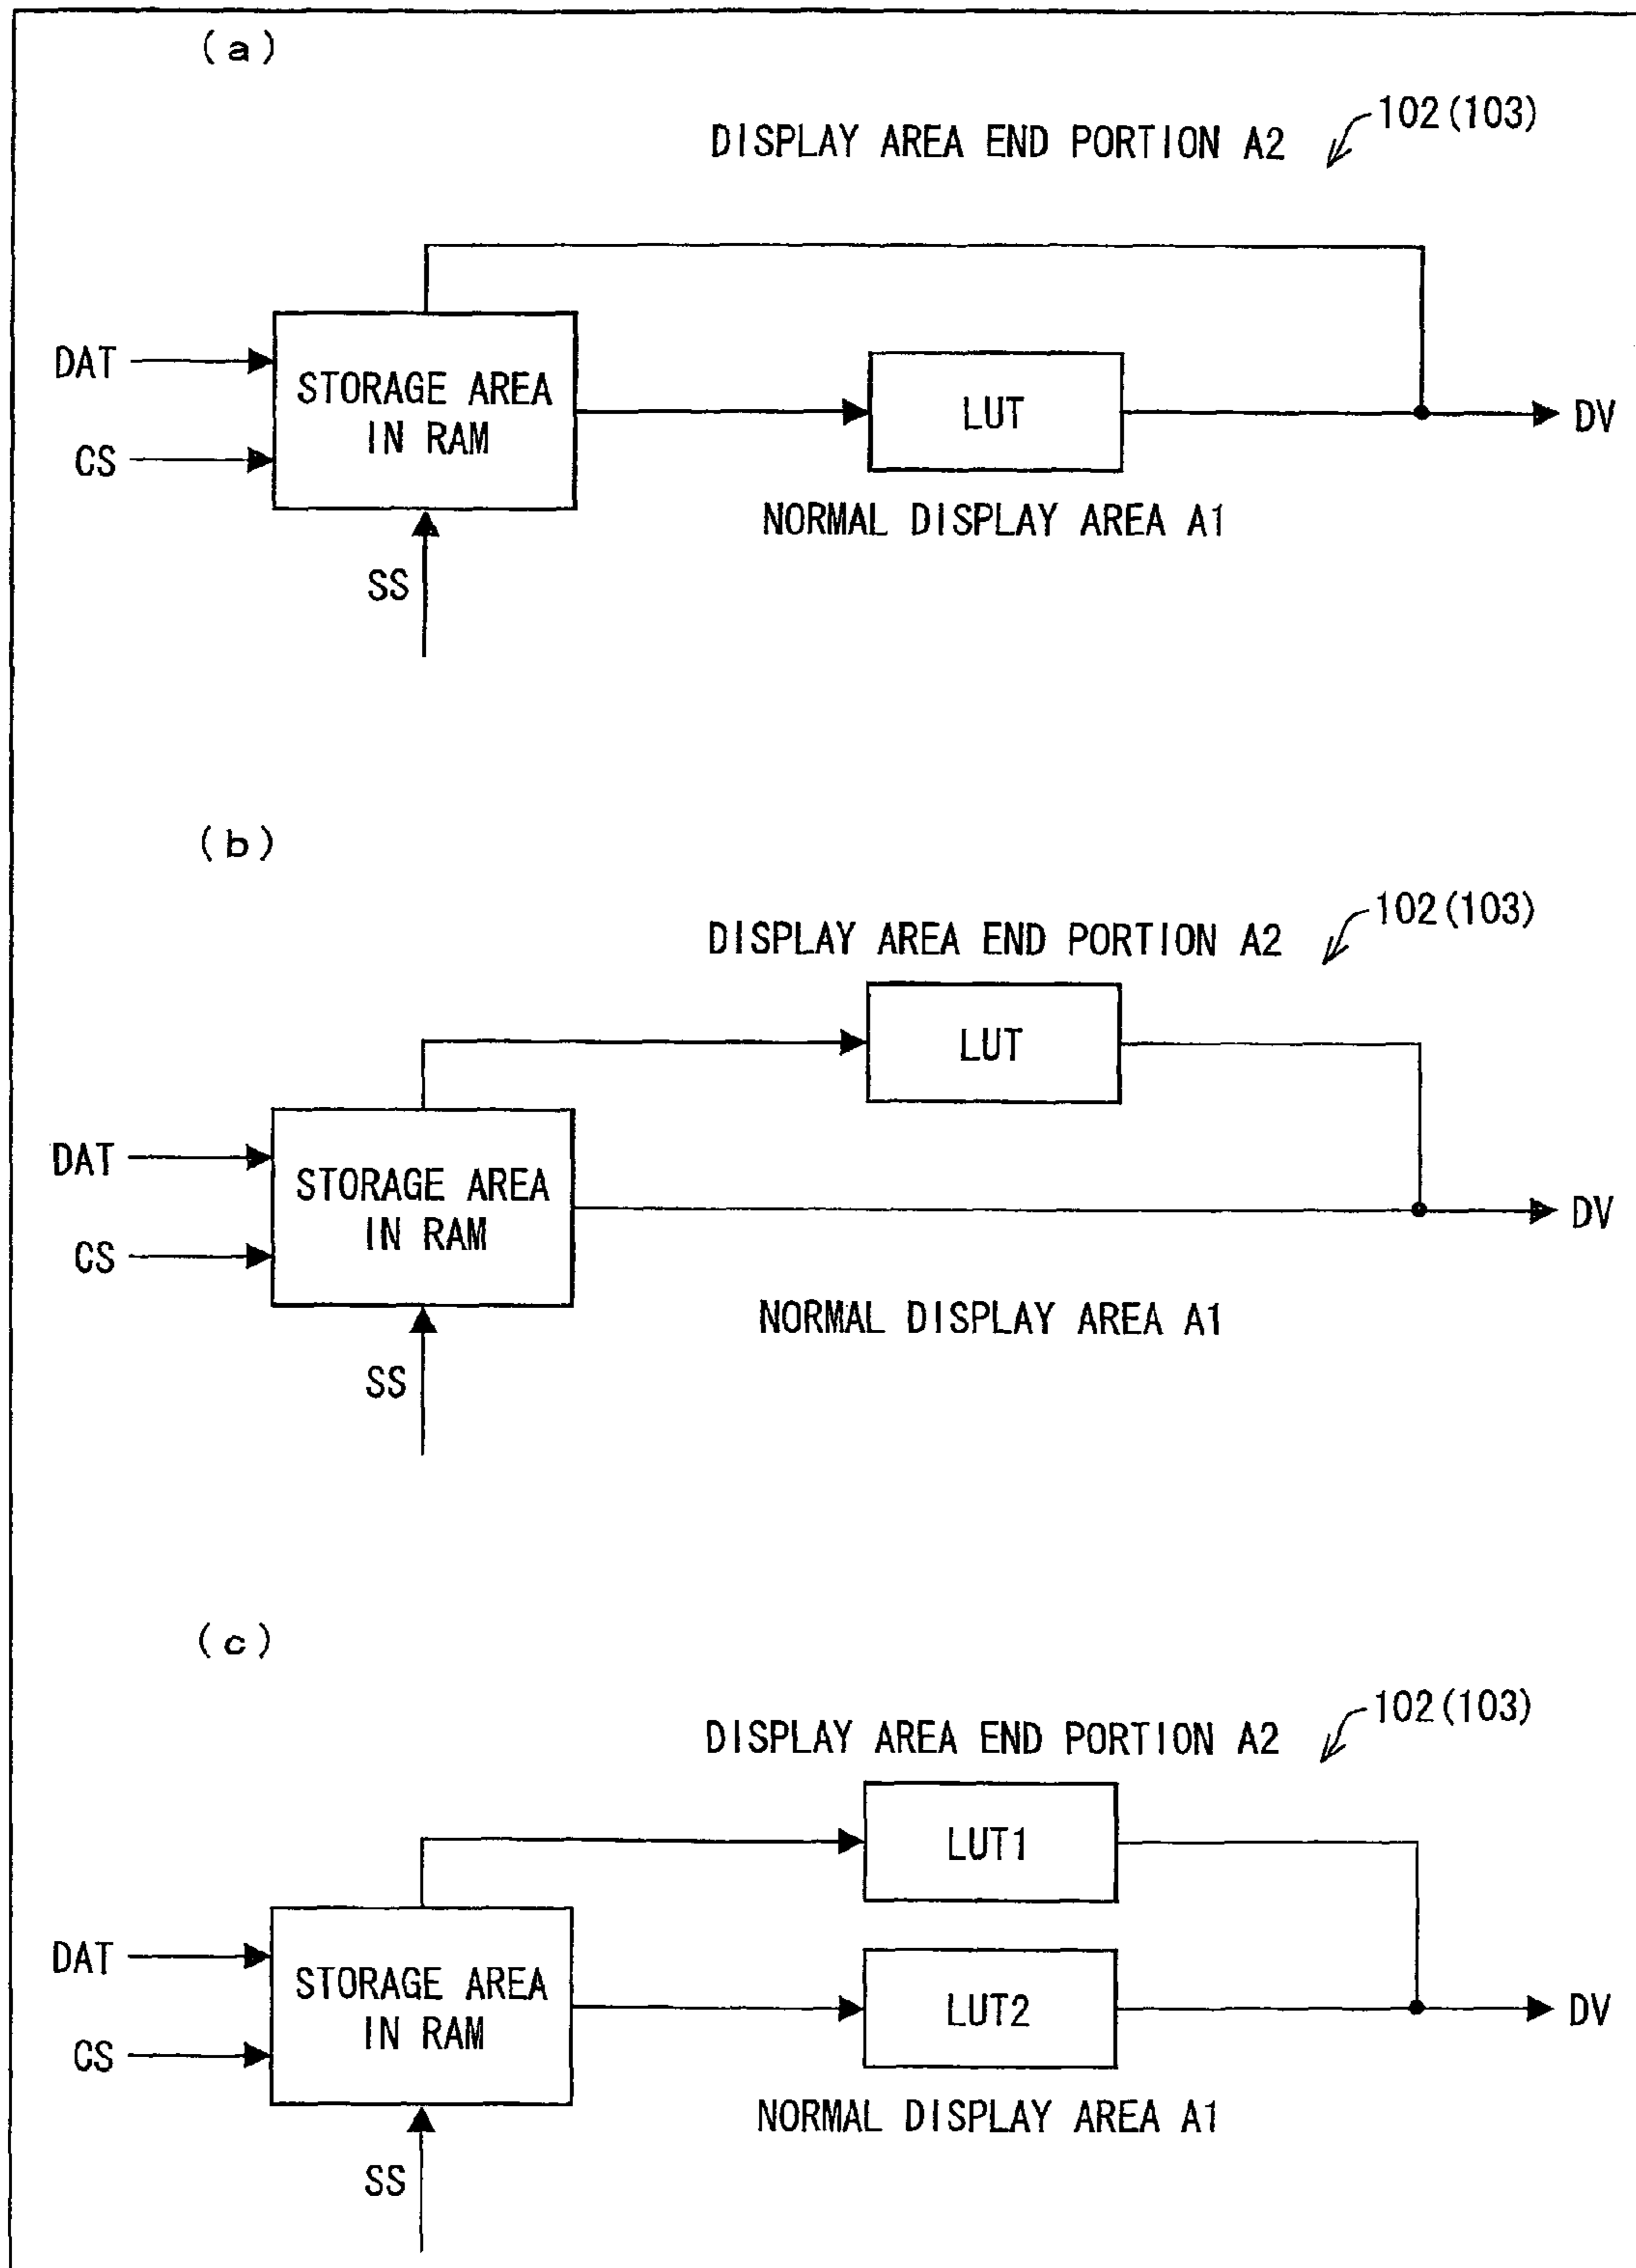 (a)
102(103)
DISPLAY AREA END PORTION A2
DAT
STORAGE AREA
IN RAM
LUT
DV
CS
NORMAL DISPLAY AREA A1
SS
(b)
102(103)
DISPLAY AREA END PORTION A2
LUT
DAT
STORAGE AREA
IN RAM
DV
CS
NORMAL DISPLAY AREA A1
SS
(c)
102(103)
DISPLAY AREA END PORTION A2
LUT1
DAT
STORAGE AREA
IN RAM
LUT2
DV
CS
NORMAL DISPLAY AREA A1
SS